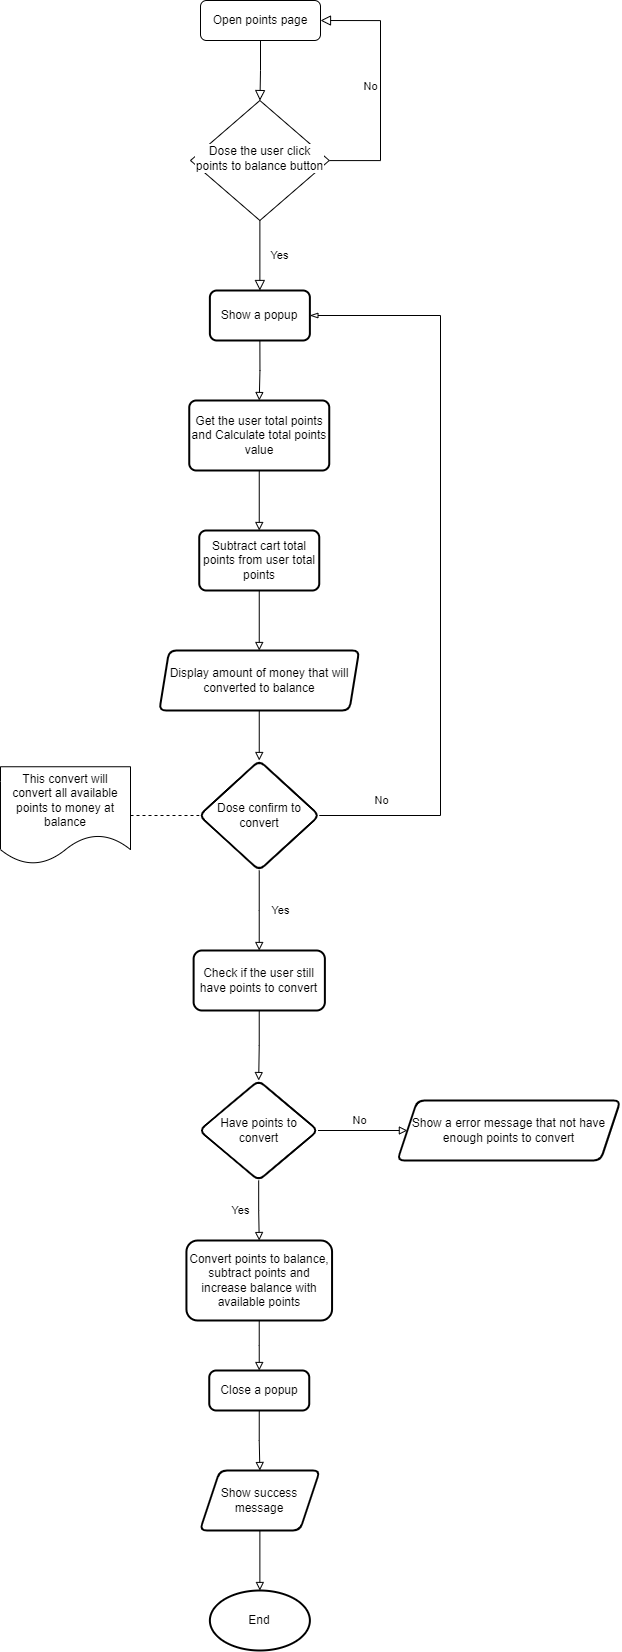 Open points page
No
Dose the user click
points to balance button
Yes
Show a popup
Get the user total points
and Calculate total points
value
Subtract cart total
points from user total
points
Display amount of money that will
converted to balance
This convert will
convert all available
points to money at
balance
Dose confirm to
convert
No
Yes
Check if the user still
have points to convert
Have points to
convert
No
Show a error message that not have
enough points to convert
Yes
Convert points to balance,
subtract points and
increase balance with
available points
Close a popup
Show success
message
End